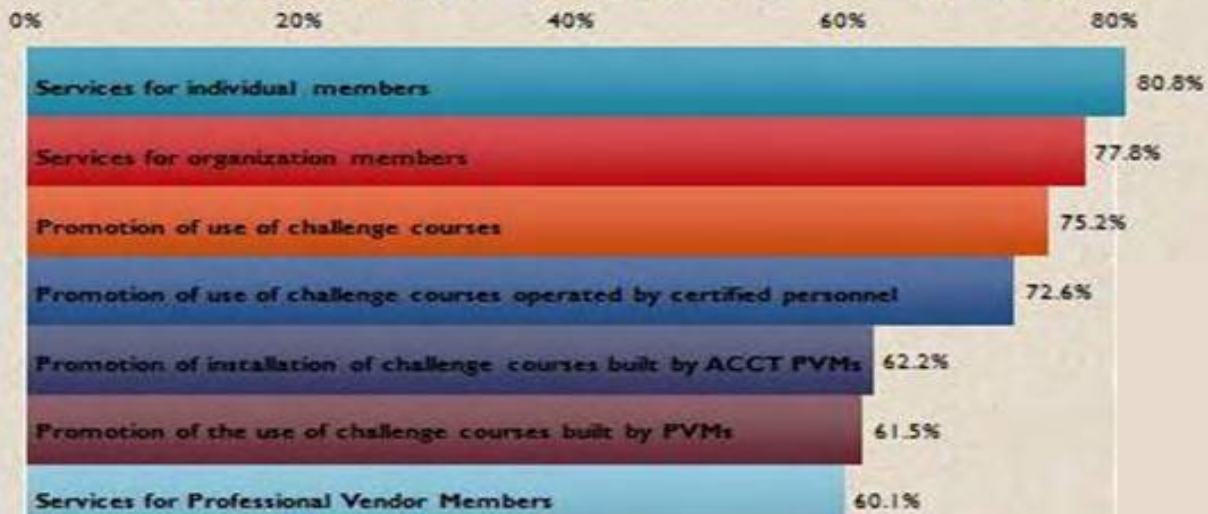 0% 20% 40% 60% 80%
Services for individual members 80.8%
Services for organization members 77.8%
Promotion of use of challenge courses 75.2%
Promotion of use of challenge courses operated by certified personnel 72.6%
Promotion of installation of challenge courses built by ACCT PVMs 62.2%
Promotion of the use of challenge courses built by PVMs 61.5%
Services for Professional Vendor Members 60.1%